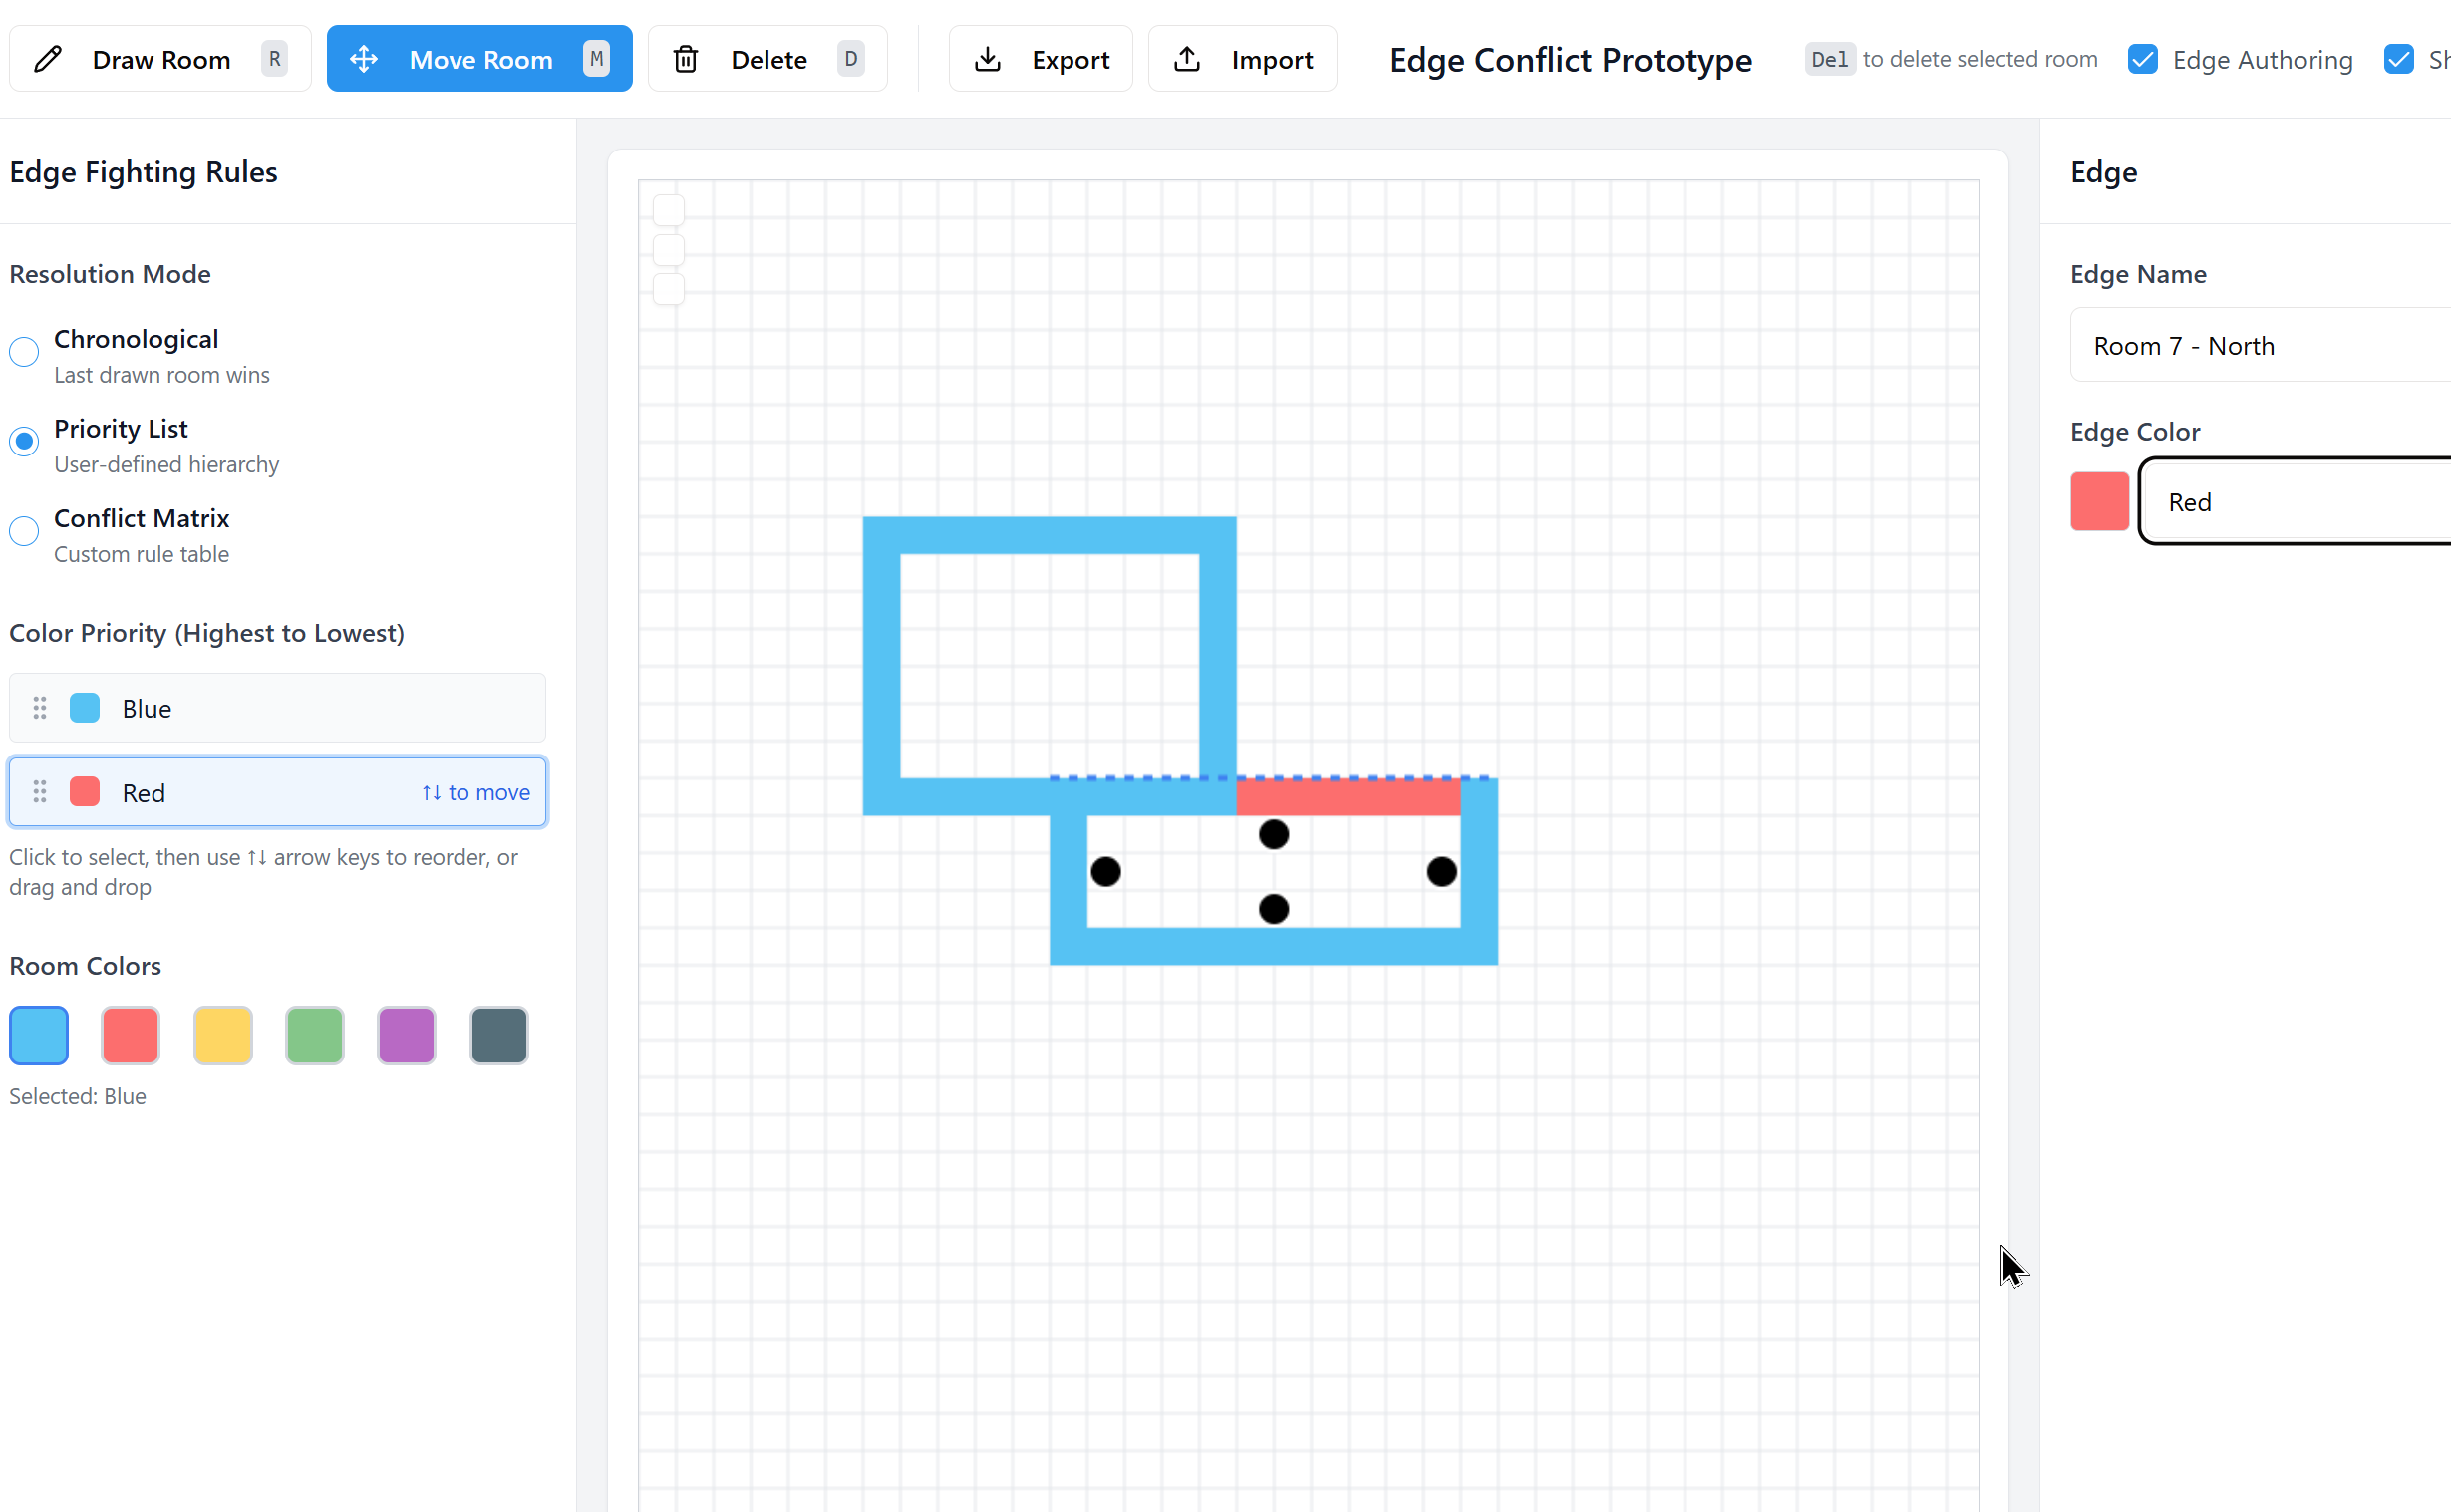 Draw Room R Move Room M Delete D Export Import Edge Conflict Prototype Del to delete selected room Edge Authoring Sh
Edge Fighting Rules
Resolution Mode
Chronological
Last drawn room wins
Priority List
User-defined hierarchy
Conflict Matrix
Custom rule table
Color Priority (Highest to Lowest)
Blue
Red ↑↓ to move
Click to select, then use ↑↓ arrow keys to reorder, or
drag and drop
Room Colors
Selected: Blue
Edge
Edge Name
Room 7 - North
Edge Color
Red